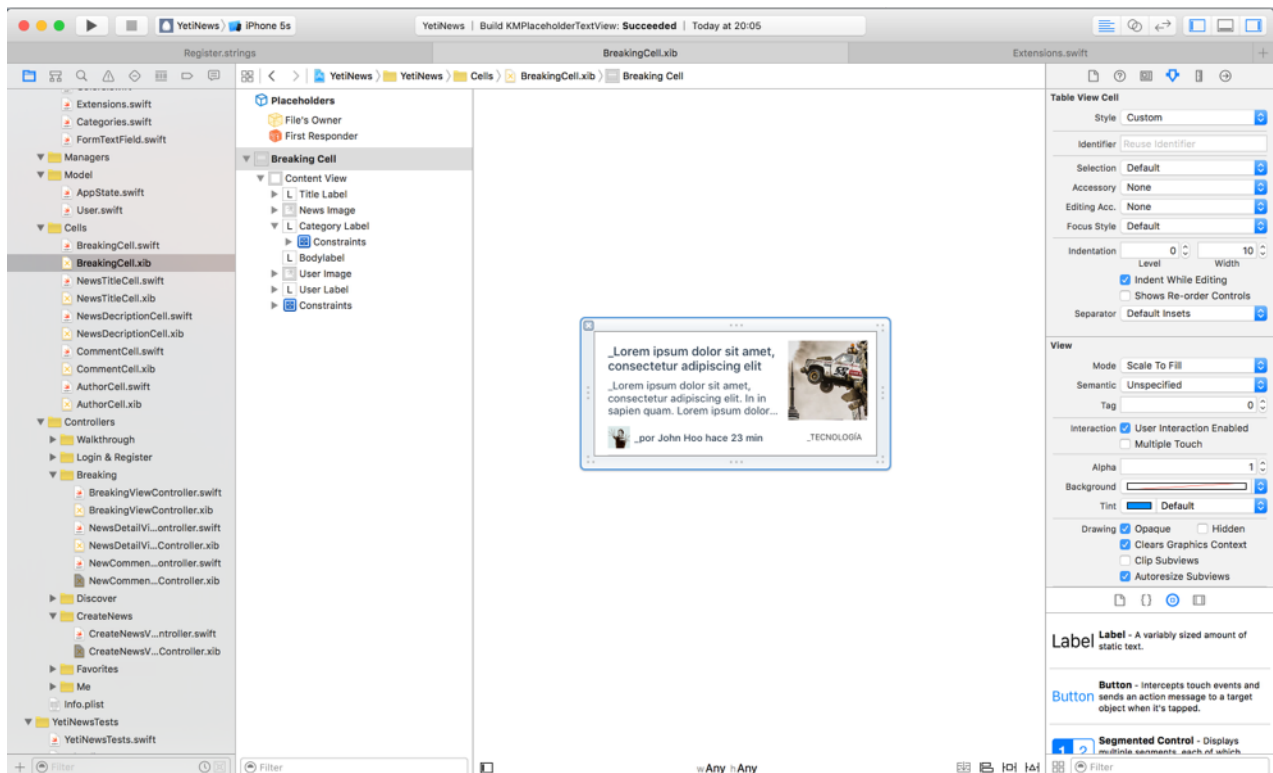 YetiNews iPhone 5s
YetiNews | Build KMPlaceholderTextView: Succeeded | Today at 20:05
Register.strings
BreakingCell.xib
Extensions.swift
YetiNews YetiNews Cells BreakingCell.xib Breaking Cell
Extensions.swift
Categories.swift
FormTextField.swift
Managers
Model
AppState.swift
User.swift
Cells
BreakingCell.swift
BreakingCell.xib
NewsTitleCell.swift
NewsTitleCell.xib
NewsDecriptionCell.swift
NewsDecriptionCell.xib
CommentCell.swift
CommentCell.xib
AuthorCell.swift
AuthorCell.xib
Controllers
Walkthrough
Login & Register
Breaking
BreakingViewController.swift
BreakingViewController.xib
NewsDetailVi...ontroller.swift
NewsDetailVi...Controller.xib
NewCommen...ontroller.swift
NewCommen...Controller.xib
Discover
CreateNews
CreateNewsV...ntroller.swift
CreateNewsV...Controller.xib
Favorites
Me
Info.plist
YetiNewsTests
YetiNewsTests.swift
Filter
Placeholders
File's Owner
First Responder
Breaking Cell
Content View
L Title Label
News Image
L Category Label
Constraints
L Bodylabel
User Image
L User Label
Constraints
Filter
_Lorem ipsum dolor sit amet,
consectetur adipiscing elit
_Lorem ipsum dolor sit amet,
consectetur adipiscing elit. In in
sapien quam. Lorem ipsum dolor...
_por John Hoo hace 23 min
_TECNOLOGÍA
wAny hAny
Table View Cell
Style Custom
Identifier Reuse Identifier
Selection Default
Accessory None
Editing Acc. None
Focus Style Default
Indentation 0 10
Level Width
Indent While Editing
Shows Re-order Controls
Separator Default Insets
View
Mode Scale To Fill
Semantic Unspecified
Tag 0
Interaction User Interaction Enabled
Multiple Touch
Alpha 1
Background
Tint Default
Drawing Opaque Hidden
Clears Graphics Context
Clip Subviews
Autoresize Subviews
Label Label - A variably sized amount of
static text.
Button Button - Intercepts touch events and
sends an action message to a target
object when it's tapped.
1 2 Segmented Control - Displays
multiple segments, each of which
Filter